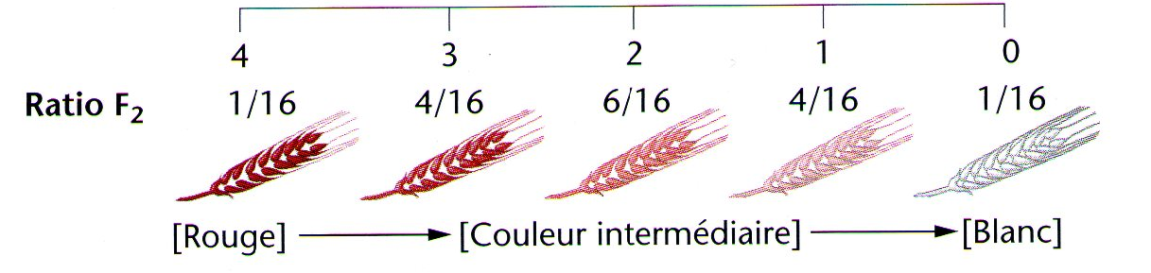 4 3 2 1 0
Ratio F₂ 1/16 4/16 6/16 4/16 1/16
[Rouge] [Couleur intermédiaire] [Blanc]